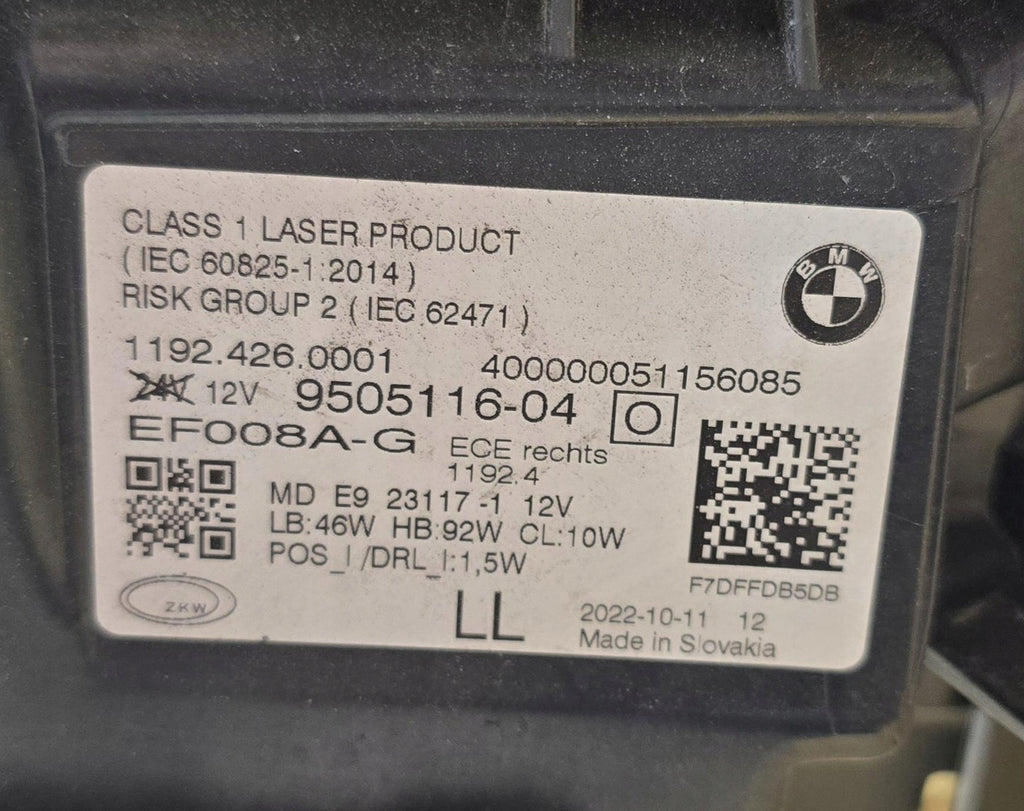 CLASS 1 LASER PRODUCT
( IEC 60825-1:2014 )
RISK GROUP 2 ( IEC 62471 )
BMW
1192.426.0001 400000051156085
24V 12V 9505116-04 O
EF008A-G ECE rechts
1192.4
MD E9 23117 -1 12V
LB:46W HB:92W CL:10W
POS_I /DRL_I:1,5W
F7DFFDB5DB
ZKW
LL
2022-10-11 12
Made in Slovakia